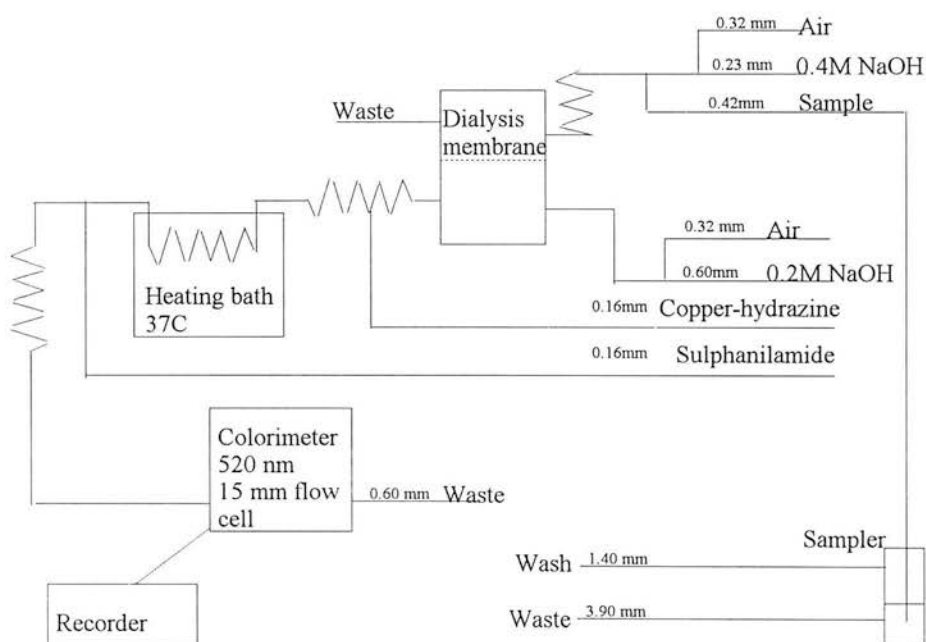 0.32 mm Air
0.23 mm 0.4M NaOH
0.42mm Sample
Waste
Dialysis
membrane
0.32 mm Air
0.60mm 0.2M NaOH
Heating bath
37C
0.16mm Copper-hydrazine
0.16mm Sulphanilamide
Colorimeter
520 nm
15 mm flow
cell
0.60 mm Waste
Sampler
Wash 1.40 mm
Waste 3.90 mm
Recorder